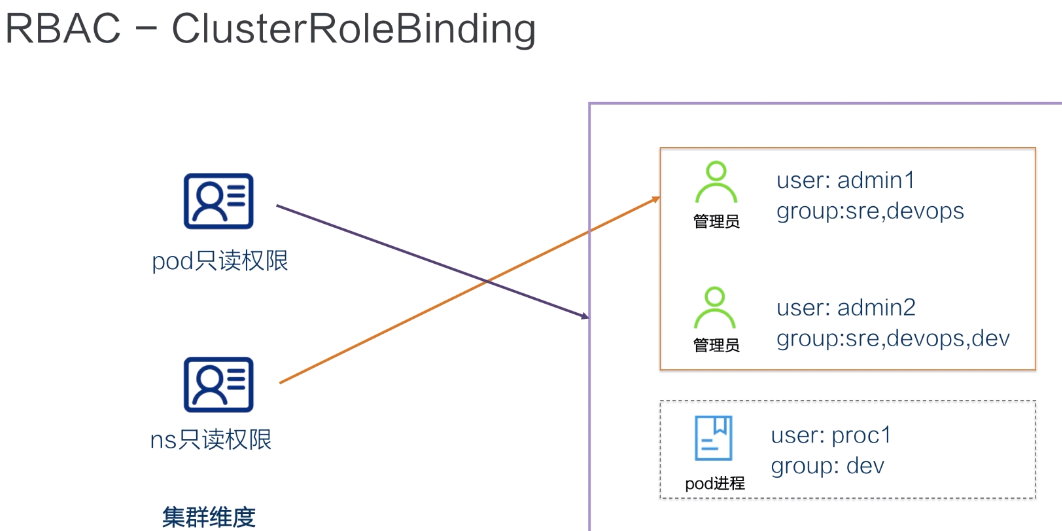 RBAC – ClusterRoleBinding
pod只读权限
ns只读权限
集群维度
管理员
user: admin1
group:sre,devops
管理员
user: admin2
group:sre,devops,dev
pod进程
user: proc1
group: dev